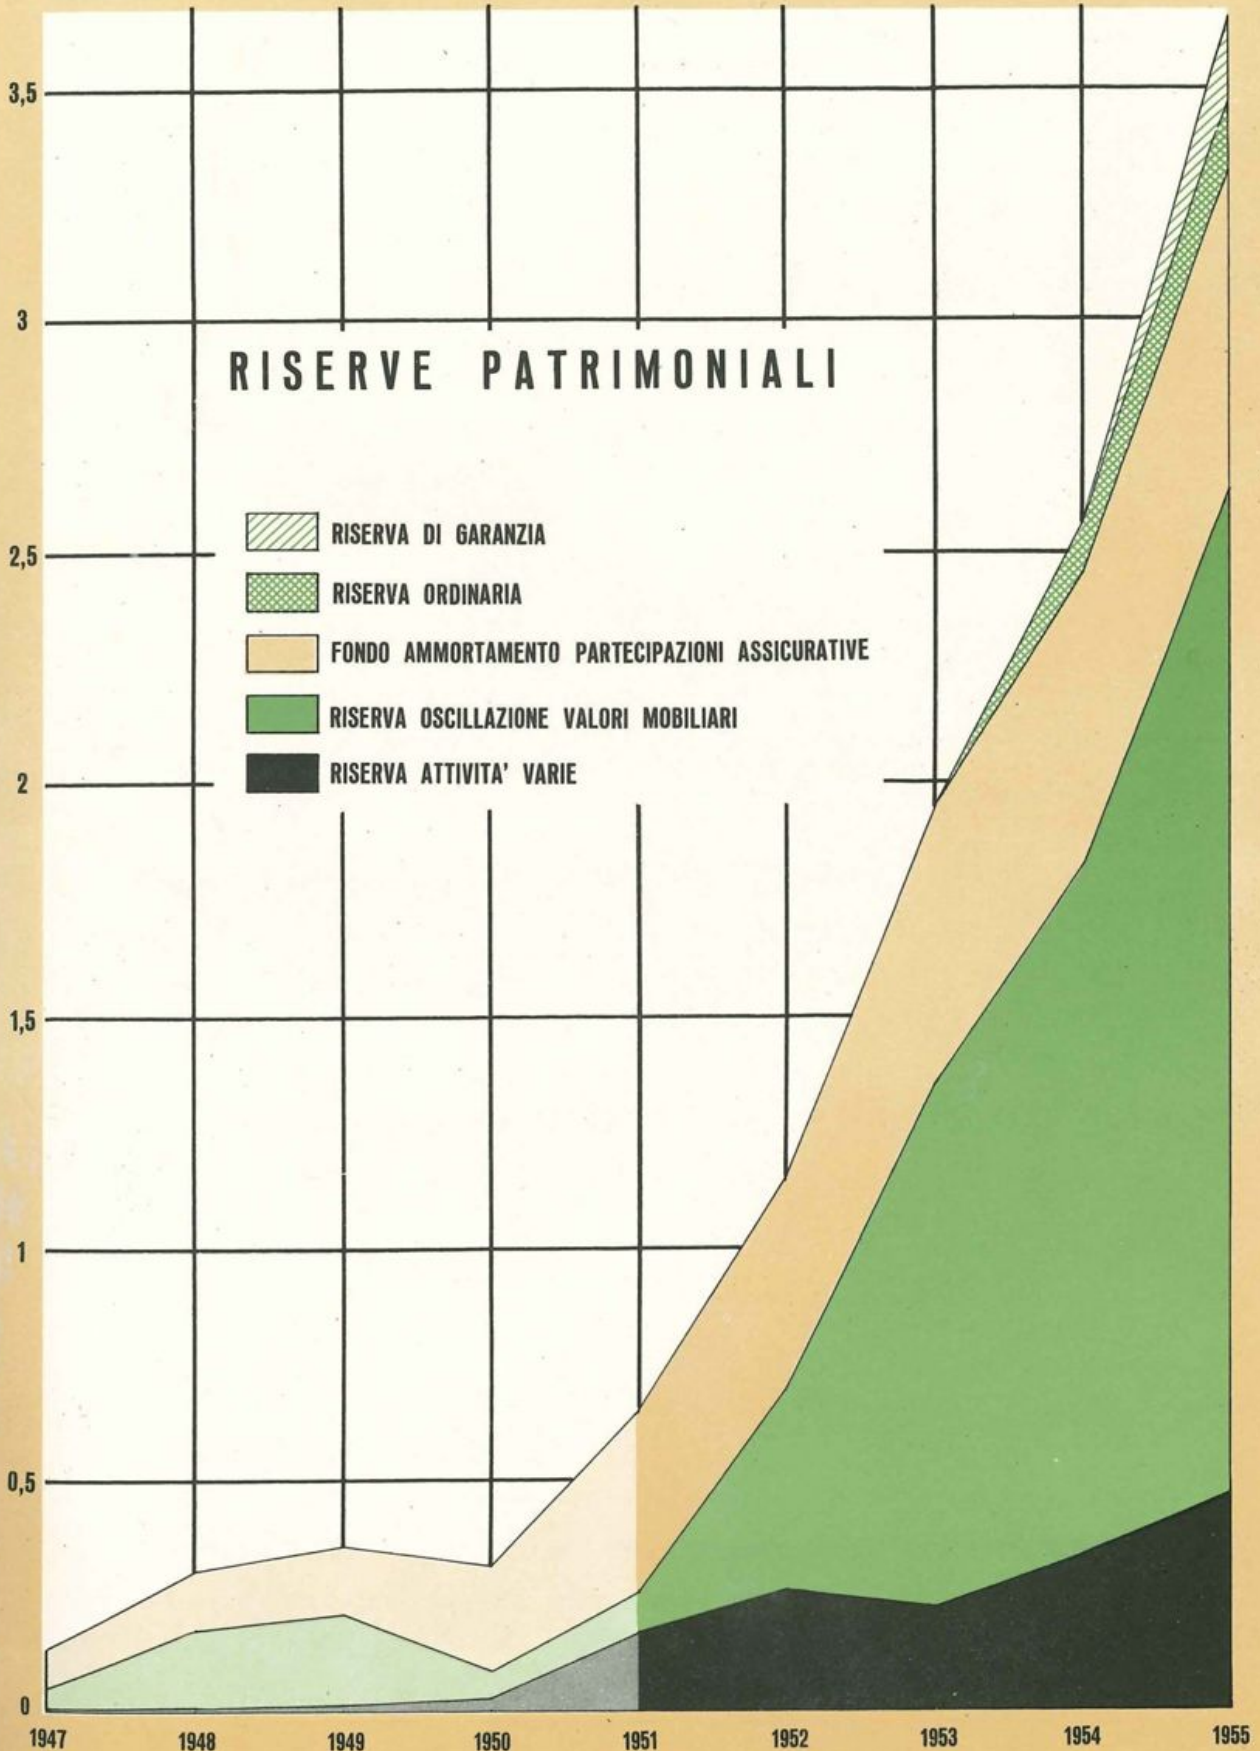 3,5
3
RISERVE PATRIMONIALI
RISERVA DI GARANZIA
2,5
RISERVA ORDINARIA
FONDO AMMORTAMENTO PARTECIPAZIONI ASSICURATIVE
RISERVA OSCILLAZIONE VALORI MOBILIARI
RISERVA ATTIVITA' VARIE
2
1,5
1
0,5
0
1947 1948 1949 1950 1951 1952 1953 1954 1955